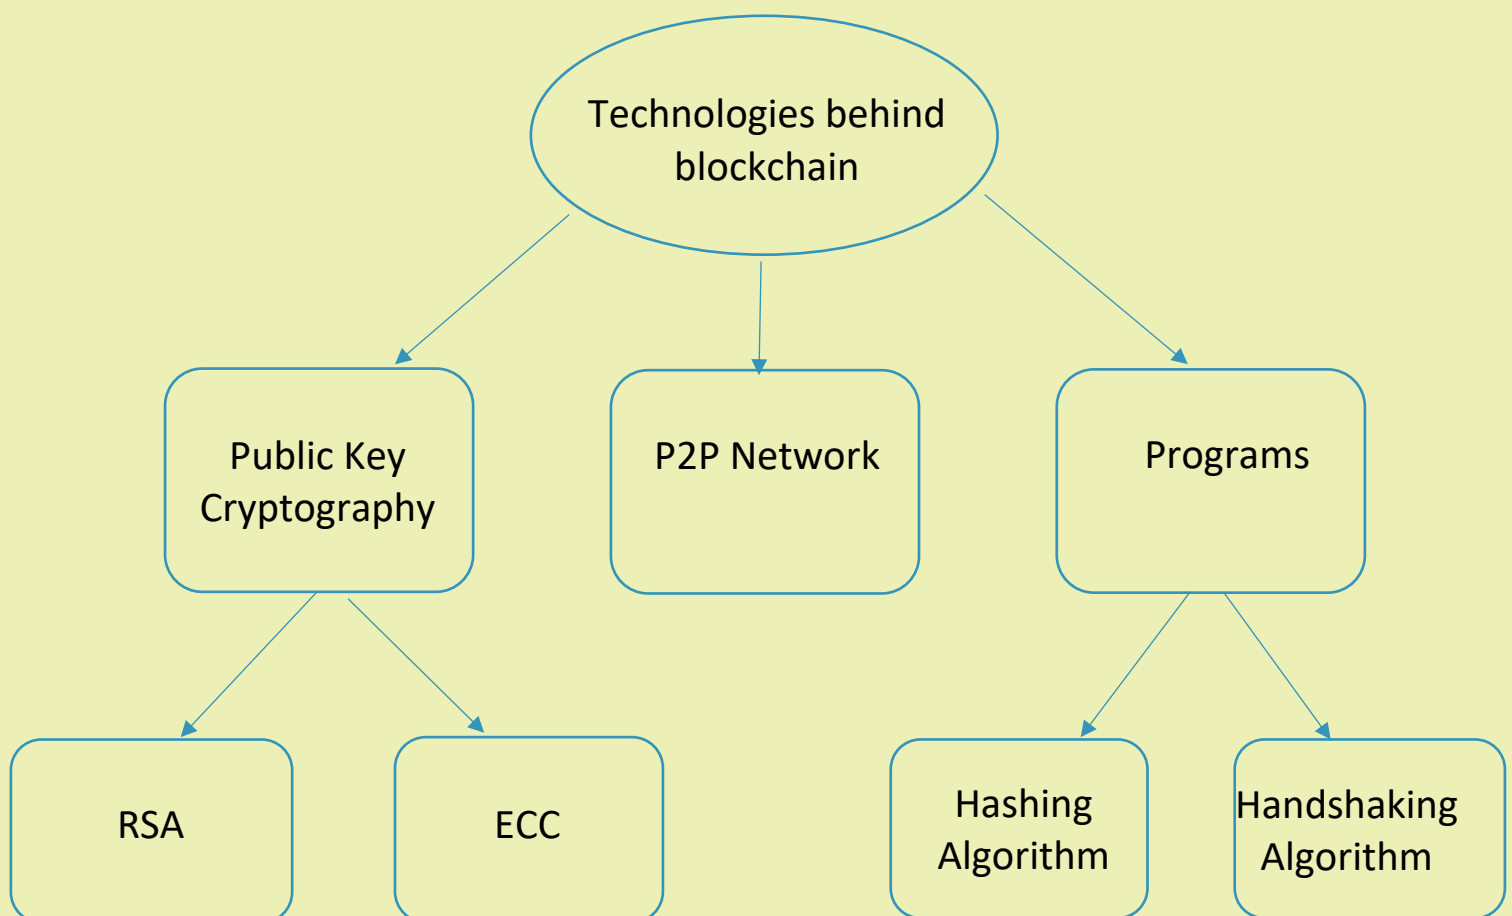 Technologies behind
blockchain
Public Key
Cryptography
P2P Network
Programs
RSA
ECC
Hashing
Algorithm
Handshaking
Algorithm